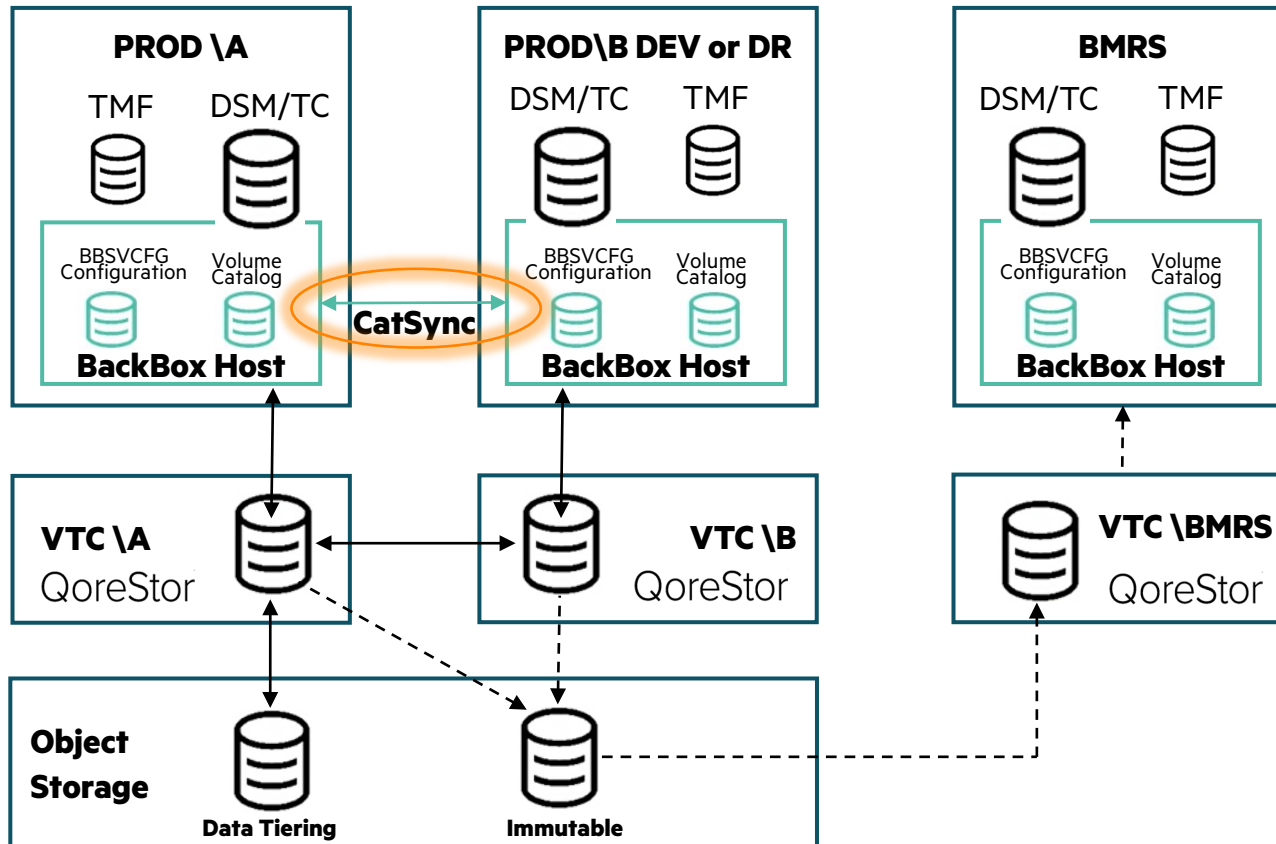 PROD \A
TMF
DSM/TC
BBSVCFG
Configuration
Volume
Catalog
BackBox Host
CatSync
PROD\B DEV or DR
DSM/TC
TMF
BBSVCFG
Configuration
Volume
Catalog
BackBox Host
BMRS
DSM/TC
TMF
BBSVCFG
Configuration
Volume
Catalog
BackBox Host
VTC \A
QoreStor
VTC \B
QoreStor
VTC \BMRS
QoreStor
Object
Storage
Data Tiering
Immutable